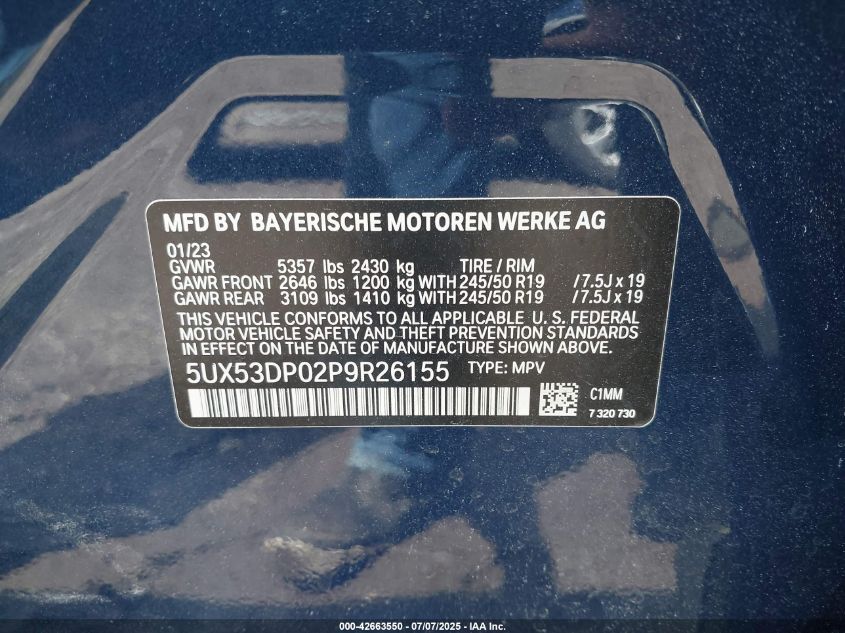 MFD BY BAYERISCHE MOTOREN WERKE AG
01/23
GVWR 5357 lbs 2430 kg TIRE / RIM
GAWR FRONT 2646 lbs 1200 kg WITH 245/50 R19 /7.5J x 19
GAWR REAR 3109 lbs 1410 kg WITH 245/50 R19 /7.5J x 19
THIS VEHICLE CONFORMS TO ALL APPLICABLE U. S. FEDERAL
MOTOR VEHICLE SAFETY AND THEFT PREVENTION STANDARDS
IN EFFECT ON THE DATE OF MANUFACTURE SHOWN ABOVE.
5UX53DP02P9R26155 TYPE: MPV
C1MM
7 320 730
000-42663550 - 07/07/2025 - IAA Inc.